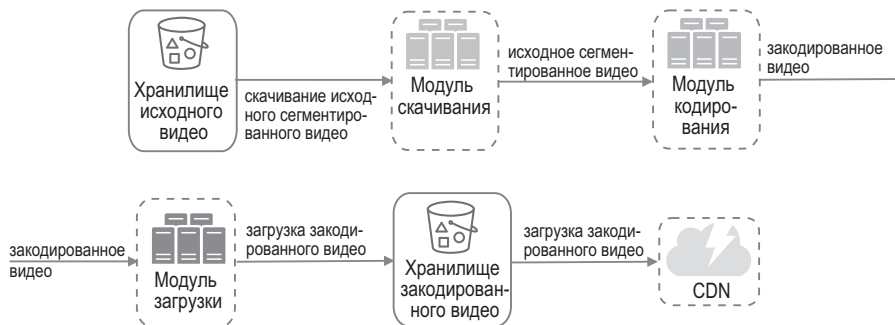 Хранилище
исходного
видео
скачивание исход-
ного сегментиро-
ванного видео
Модуль
скачивания
исходное сегмен-
тированное видео
Модуль
кодиро-
вания
закодированное
видео
закодированное
видео
Модуль
загрузки
загрузка закоди-
рованного видео
Хранилище
закодирован-
ного видео
загрузка закоди-
рованного видео
CDN